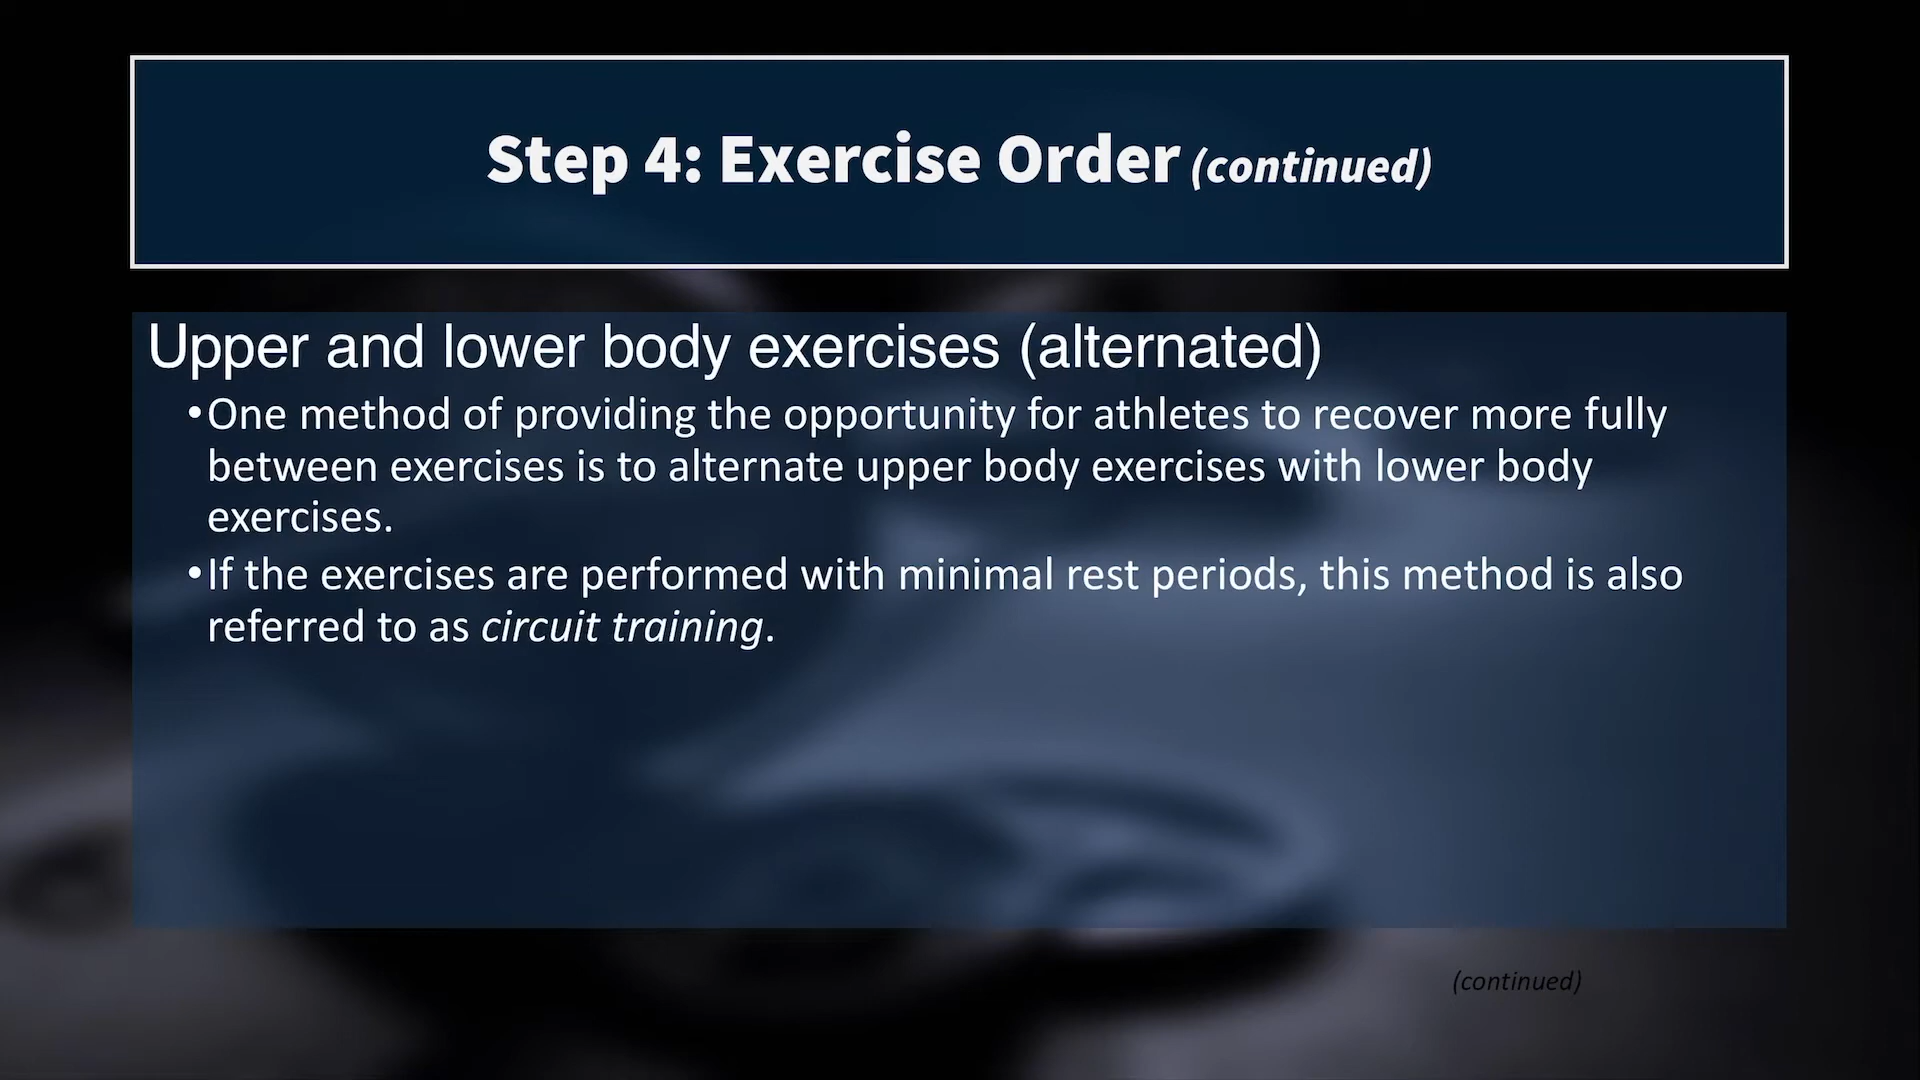 Step 4: Exercise Order (continued)
Upper and lower body exercises (alternated)
•One method of providing the opportunity for athletes to recover more fully
between exercises is to alternate upper body exercises with lower body
exercises.
•If the exercises are performed with minimal rest periods, this method is also
referred to as circuit training.
(continued)